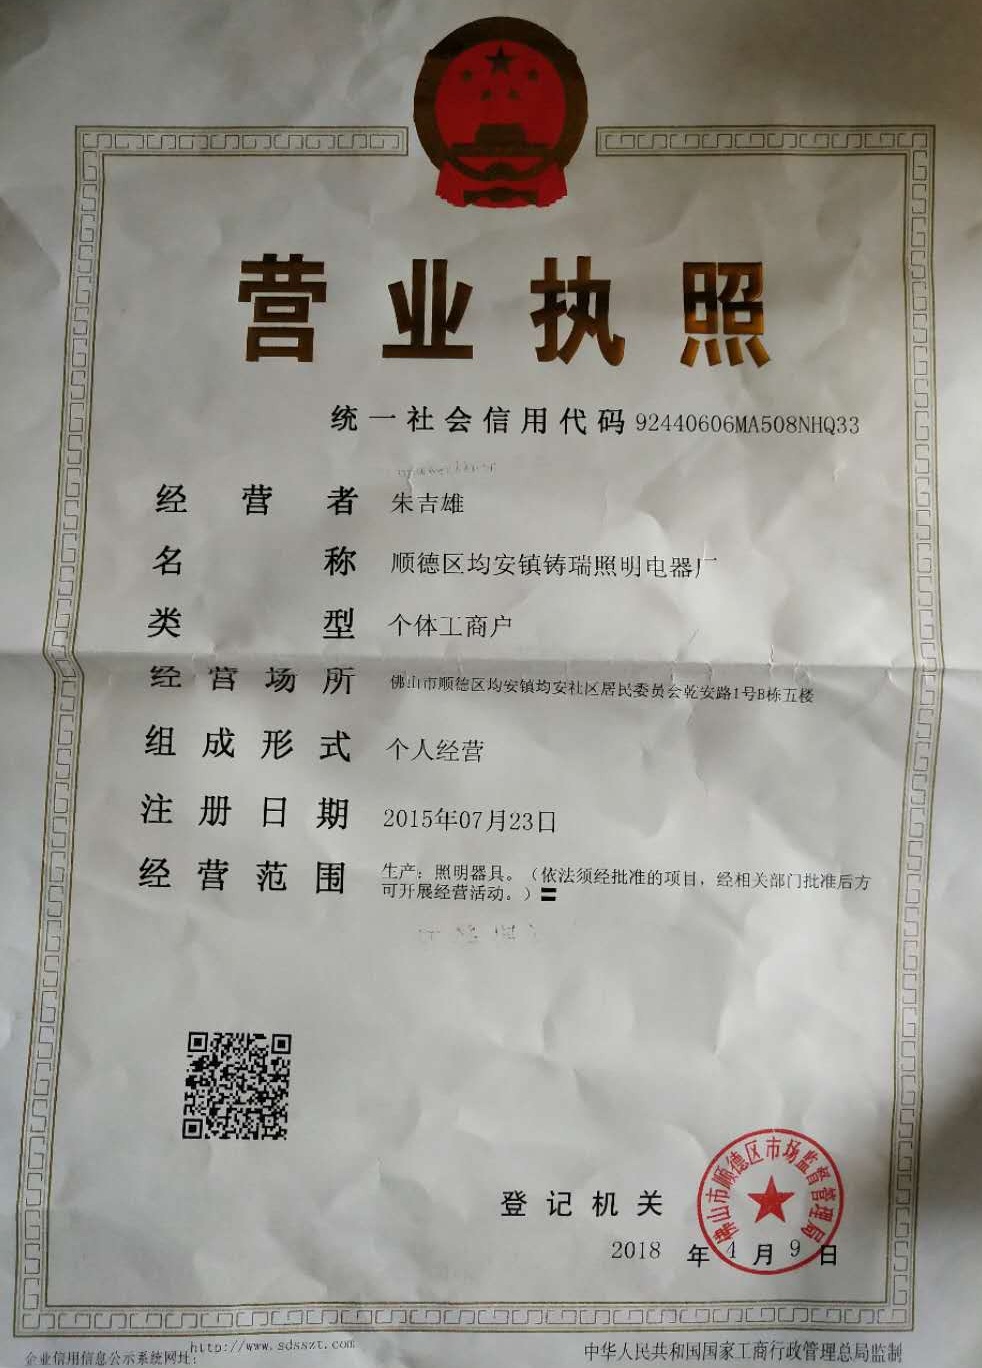 营业执照
统一社会信用代码 92440606MA508NHQ33
经营者 朱吉雄
名称 顺德区均安镇铸瑞照明电器厂
类型 个体工商户
经营场所 佛山市顺德区均安镇均安社区居民委员会乾安路1号B栋五楼
组成形式 个人经营
注册日期 2015年07月23日
经营范围 生产：照明器具。（依法须经批准的项目，经相关部门批准后方
可开展经营活动。）〓
佛山市顺德区市场监督管理局
登记机关
2018 年 4 月 9 日
企业信用信息公示系统网址：http://www.sdsszt.com
中华人民共和国国家工商行政管理总局监制